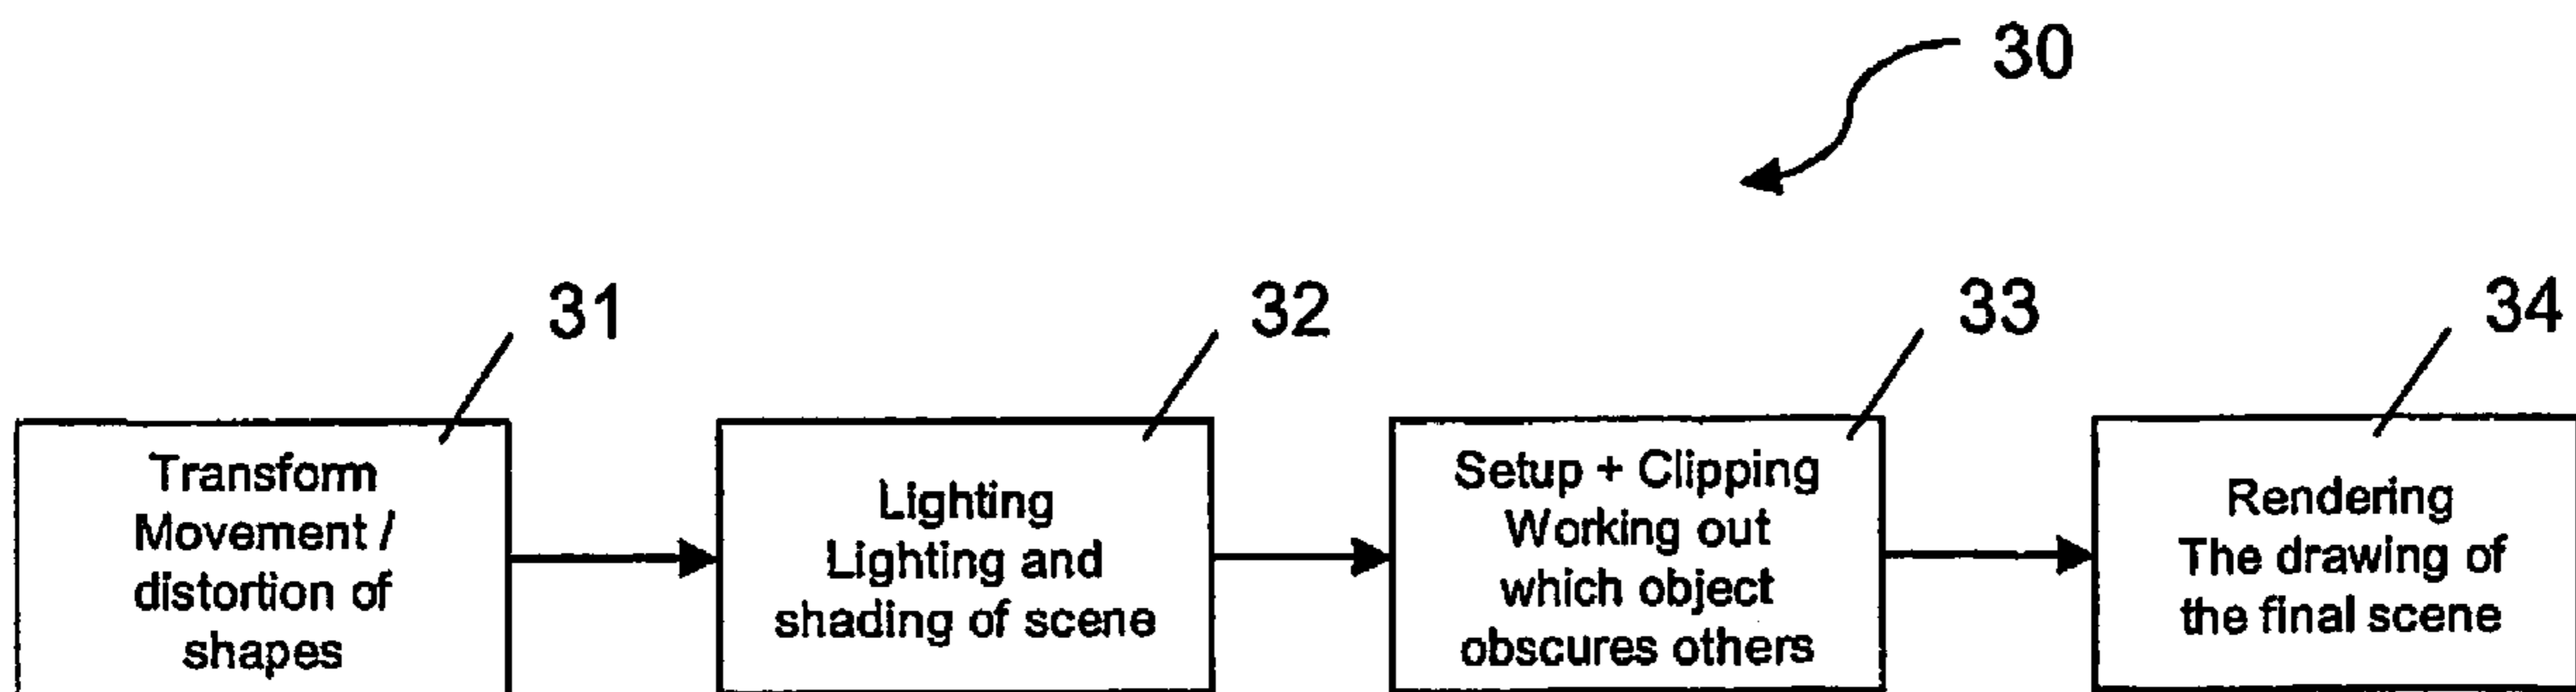 30
31
32
33
34
Transform
Movement /
distortion of
shapes
Lighting
Lighting and
shading of scene
Setup + Clipping
Working out
which object
obscures others
Rendering
The drawing of
the final scene